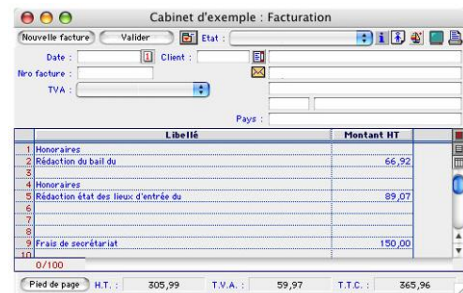 Cabinet d'exemple : Facturation
Nouvelle facture Valider Etat :
Date : 1 Client :
Nro facture :
TVA :
Pays :
Libellé Montant HT
1 Honoraires
2 Rédaction du bail du 66,92
3
4 Honoraires
5 Rédaction état des lieux d'entrée du 89,07
6
7
8
9 Frais de secrétariat 150,00
10
0/100
Pied de page H.T. : 305,99 T.V.A. : 59,97 T.T.C. : 365,96